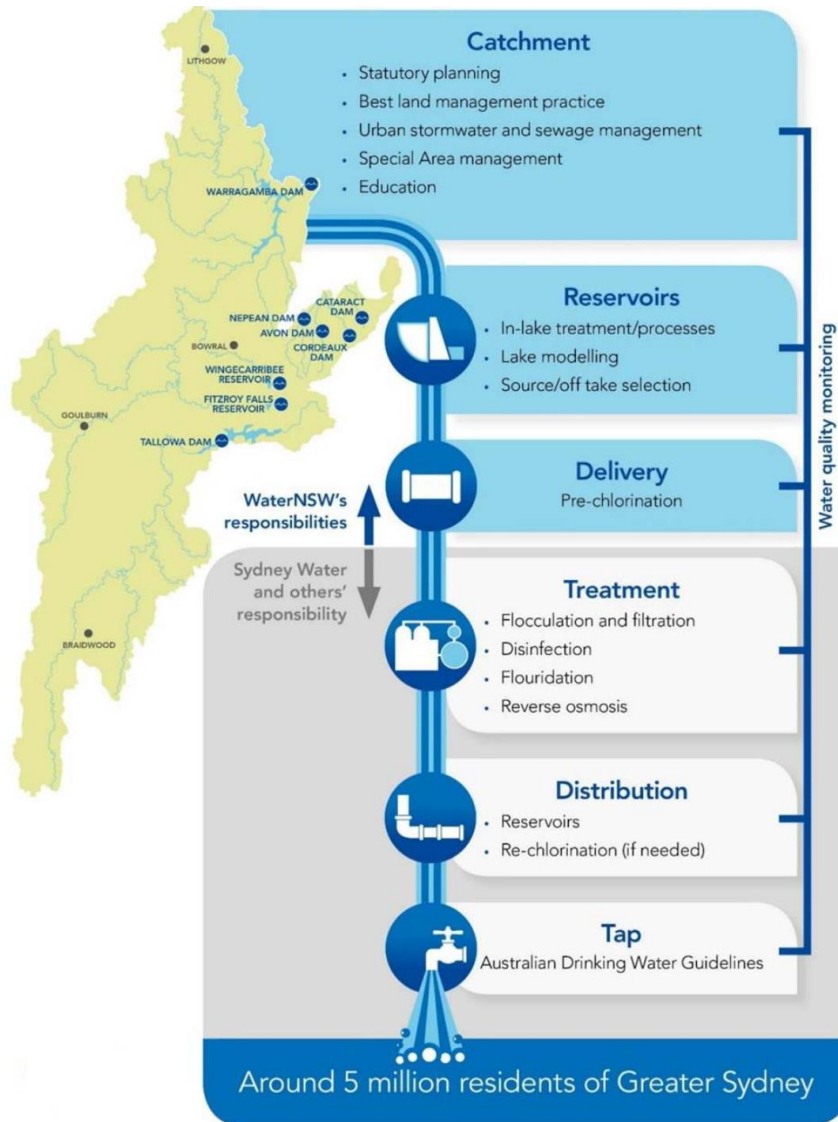 LITHGOW
WARRAGAMBA DAM
CATARACT
DAM
NEPEAN DAM
AVON DAM
CORDEAUX
DAM
BOWRAL
WINGECARRIBEE
RESERVOIR
FITZROY FALLS
RESERVOIR
GOULBURN
TALLOWA DAM
BRAIDWOOD
Catchment
• Statutory planning
• Best land management practice
• Urban stormwater and sewage management
• Special Area management
• Education
Reservoirs
• In-lake treatment/processes
• Lake modelling
• Source/off take selection
Delivery
Pre-chlorination
WaterNSW's
responsibilities
Sydney Water
and others'
responsibility
Treatment
• Flocculation and filtration
• Disinfection
• Flouridation
• Reverse osmosis
Distribution
• Reservoirs
• Re-chlorination (if needed)
Tap
Australian Drinking Water Guidelines
Water quality monitoring
Around 5 million residents of Greater Sydney